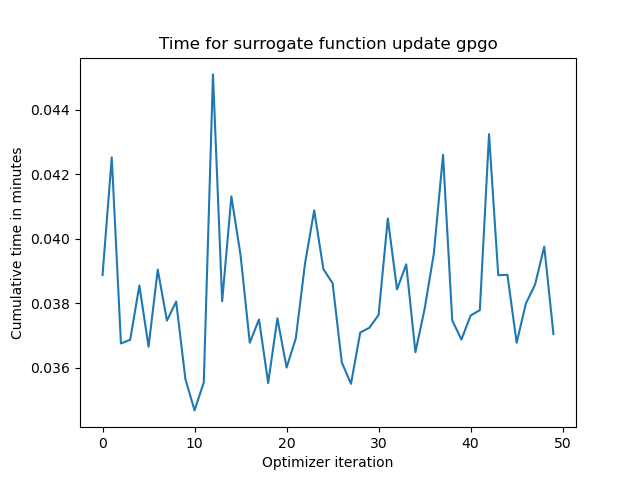 Time for surrogate function update gpgo
Cumulative time in minutes
0.044
0.042
0.040
0.038
0.036
0 10 20 30 40 50
Optimizer iteration